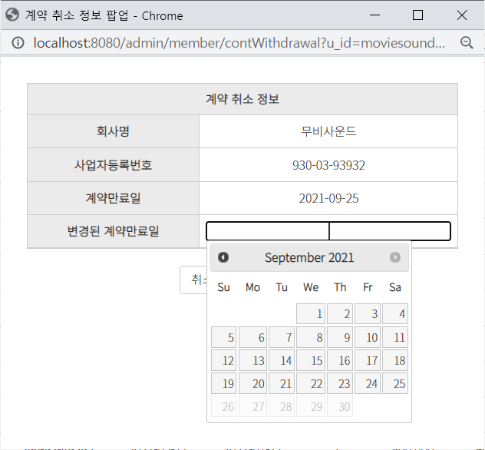 계약 취소 정보 팝업 - Chrome
localhost:8080/admin/member/contWithdrawal?u_id=moviesound...
계약 취소 정보
회사명 무비사운드
사업자등록번호 930-03-93932
계약만료일 2021-09-25
변경된 계약만료일
취소
September 2021
Su Mo Tu We Th Fr Sa
1 2 3 4
5 6 7 8 9 10 11
12 13 14 15 16 17 18
19 20 21 22 23 24 25
26 27 28 29 30